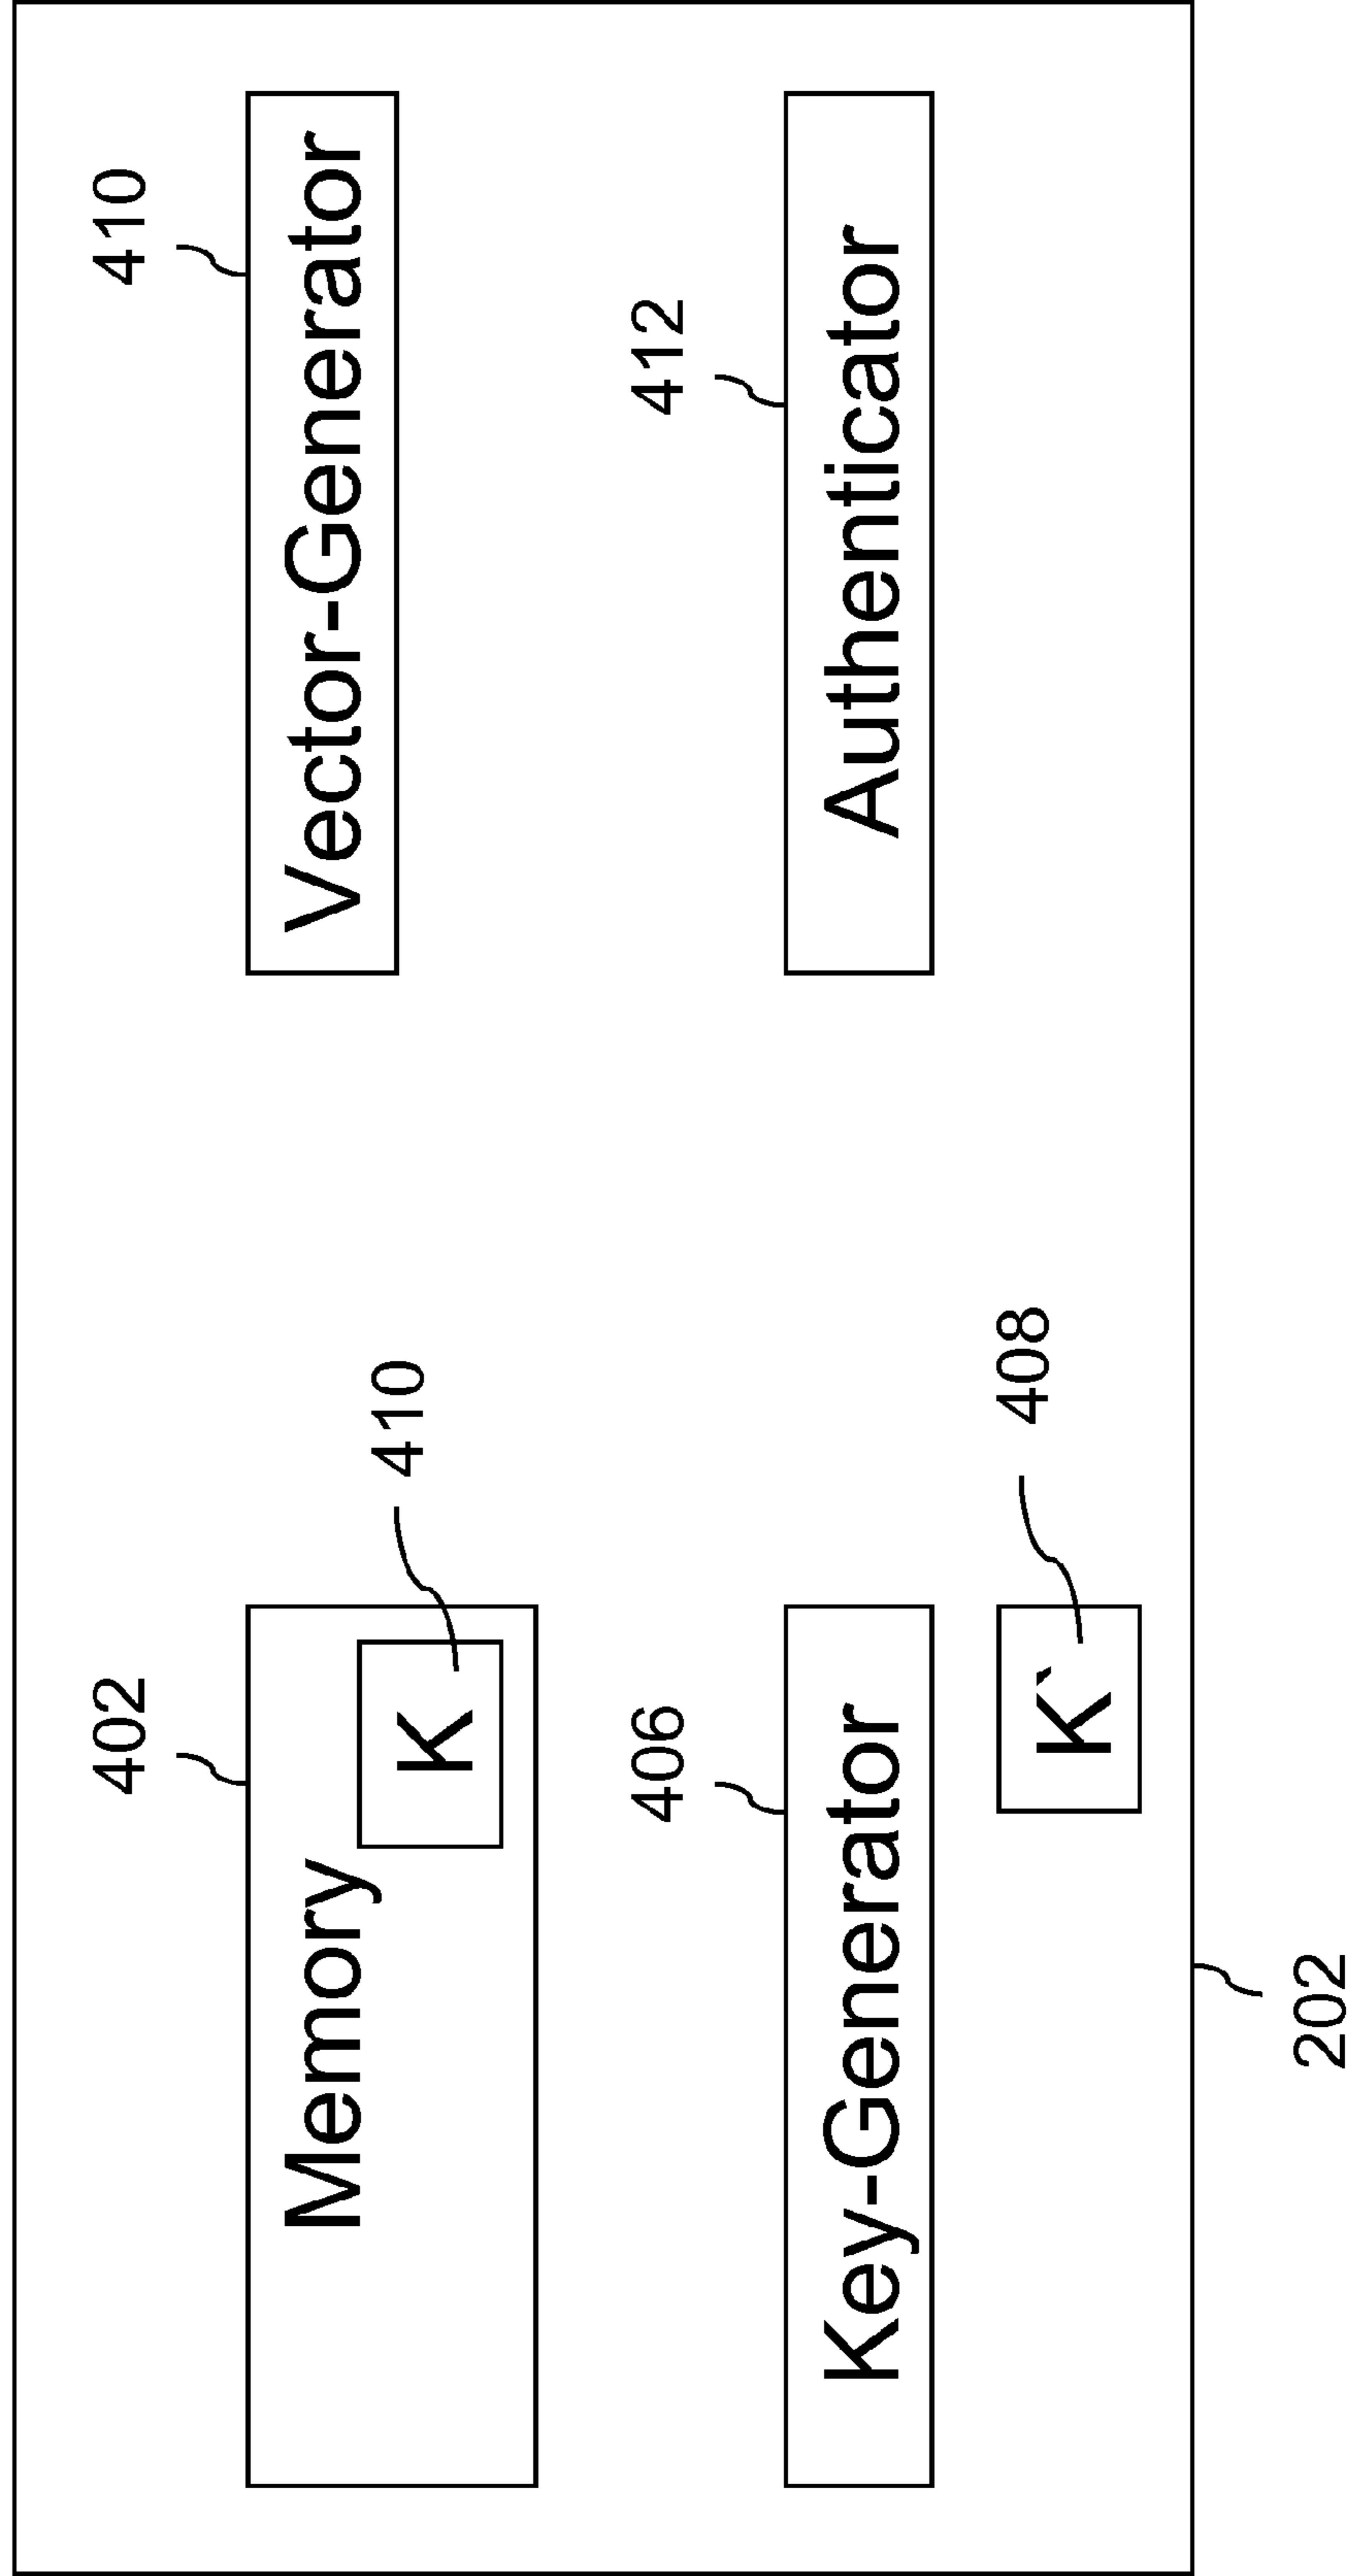 402
410
Memory
Vector-Generator
410
K
406
412
Key-Generator
Authenticator
408
K`
202